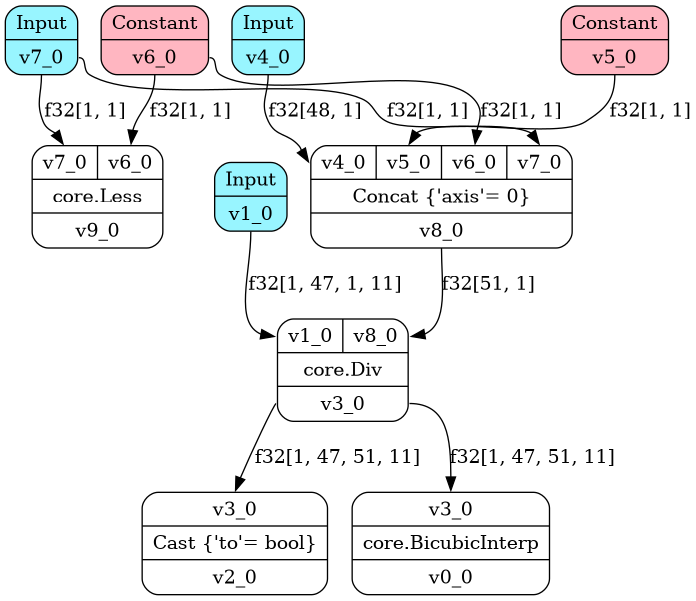 Input
v7_0
Constant
v6_0
Input
v4_0
Constant
v5_0
f32[1, 1]
f32[1, 1]
f32[48, 1]
f32[1, 1]
f32[1, 1]
f32[1, 1]
v7_0 v6_0
core.Less
v9_0
Input
v1_0
v4_0 v5_0 v6_0 v7_0
Concat {'axis'= 0}
v8_0
f32[1, 47, 1, 11]
f32[51, 1]
v1_0 v8_0
core.Div
v3_0
f32[1, 47, 51, 11]
f32[1, 47, 51, 11]
v3_0
Cast {'to'= bool}
v2_0
v3_0
core.BicubicInterp
v0_0